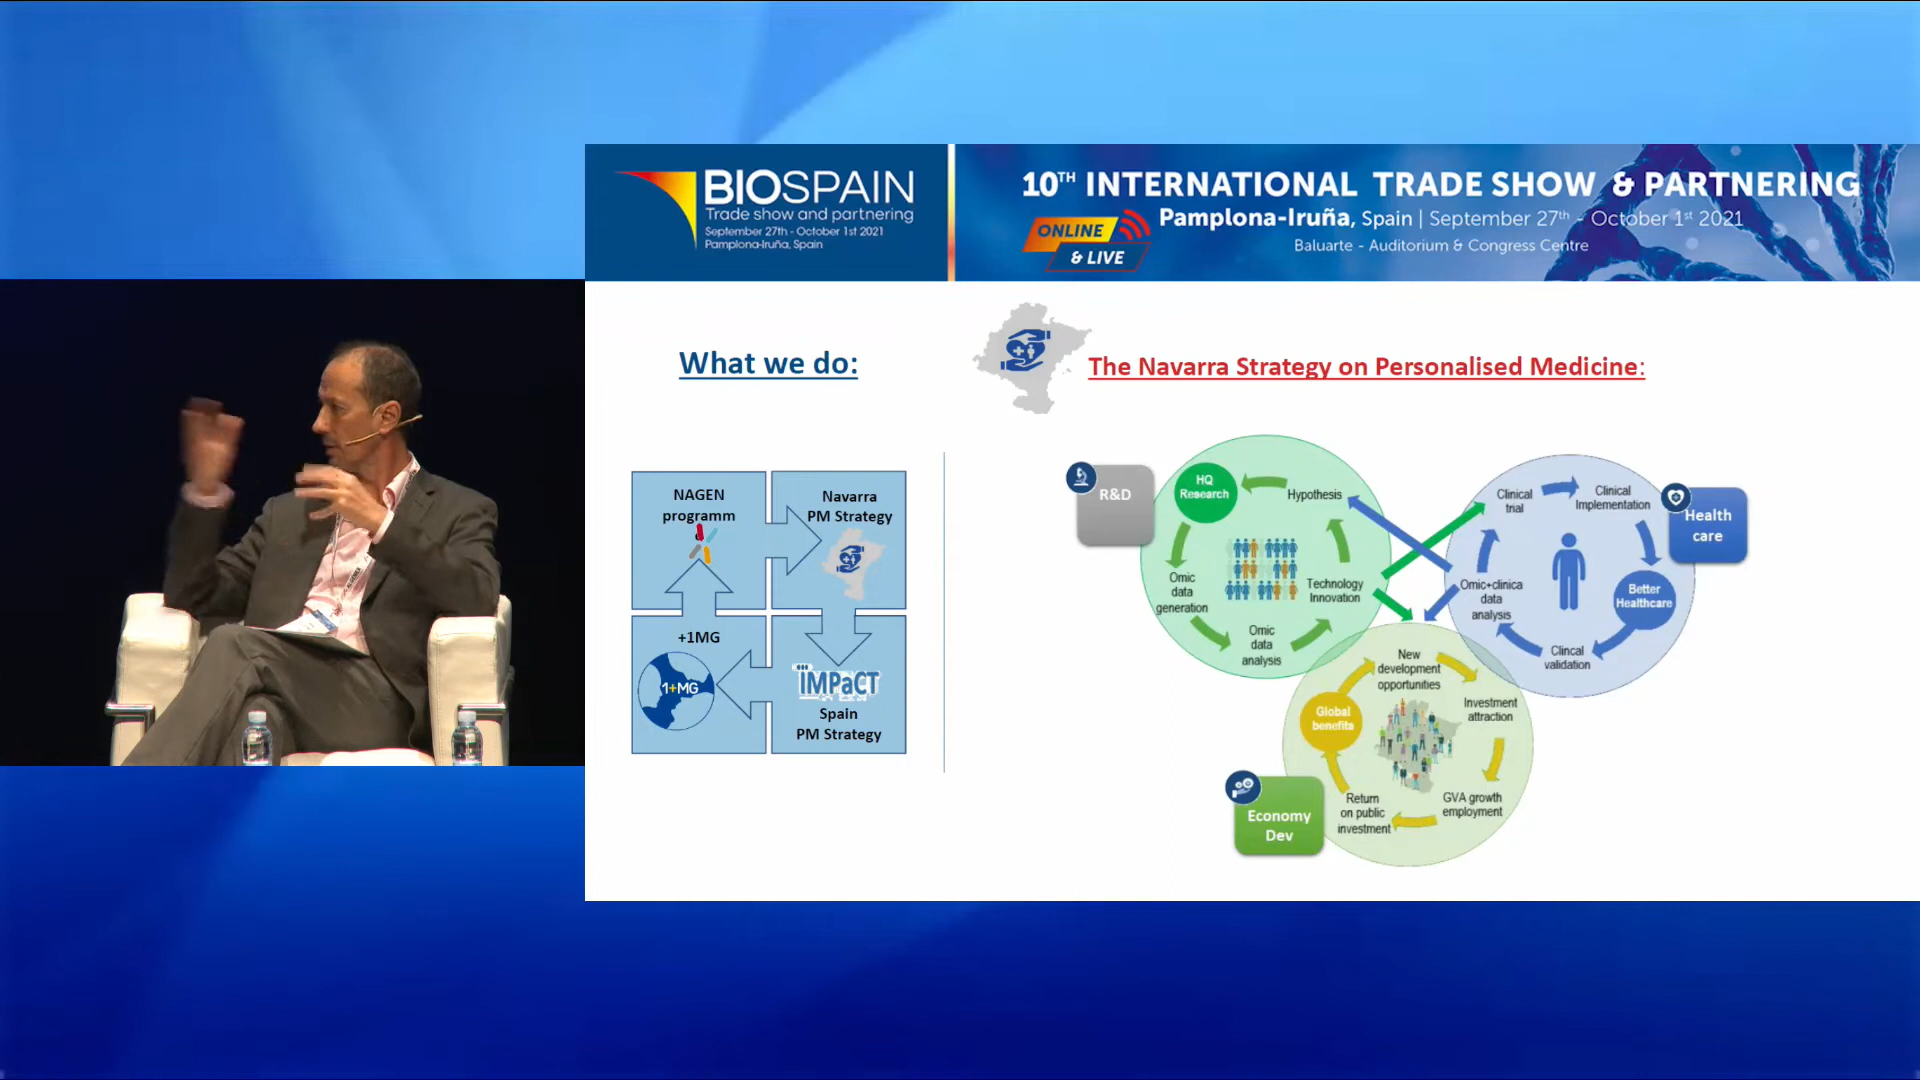 BIOSPAIN
Trade show and partnering
September 27th - October 1st 2021
Pamplona-Iruña, Spain
10TH INTERNATIONAL TRADE SHOW & PARTNERING
Pamplona-Iruña, Spain | September 27th - October 1st 2021
Baluarte - Auditorium & Congress Centre
ONLINE
& LIVE
What we do:
The Navarra Strategy on Personalised Medicine:
NAGEN
programm
Navarra
PM Strategy
+1MG
1+MG
IMPaCT
Spain
PM Strategy
R&D
HQ
Research
Hypothesis
Omic
data
generation
Omic
data
analysis
Technology
Innovation
Clinical
trial
Clinical
Implementation
Health
care
Better
Healthcare
Clincal
validation
Omic+clinica
data
analysis
New
development
opportunities
Investment
attraction
GVA growth
employment
Return
on public
investment
Global
benefits
Economy
Dev